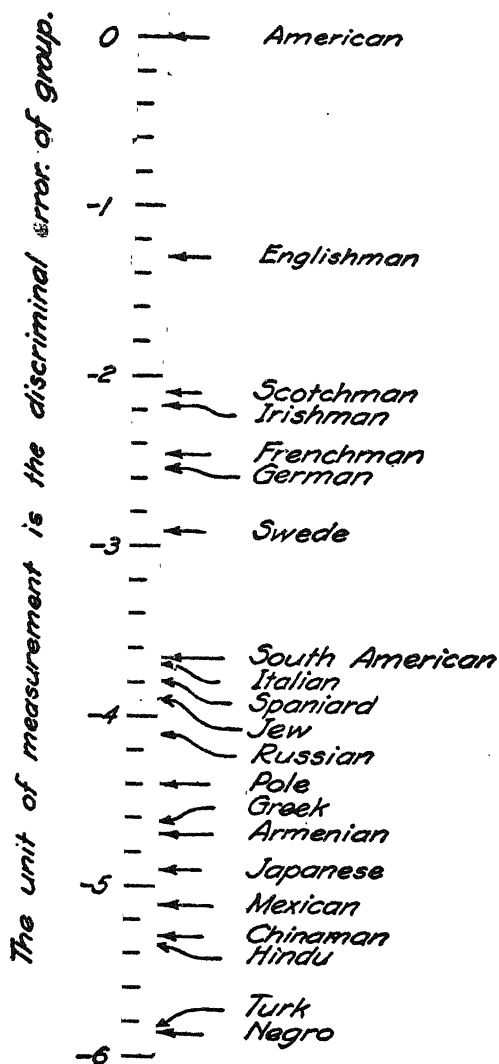 The unit of measurement is the discriminal error of group.
0 American
-1
Englishman
-2
Scotchman
Irishman
Frenchman
German
-3 Swede
South American
Italian
Spaniard
-4 Jew
Russian
Pole
Greek
Armenian
-5 Japanese
Mexican
Chinaman
Hindu
Turk
Negro
-6